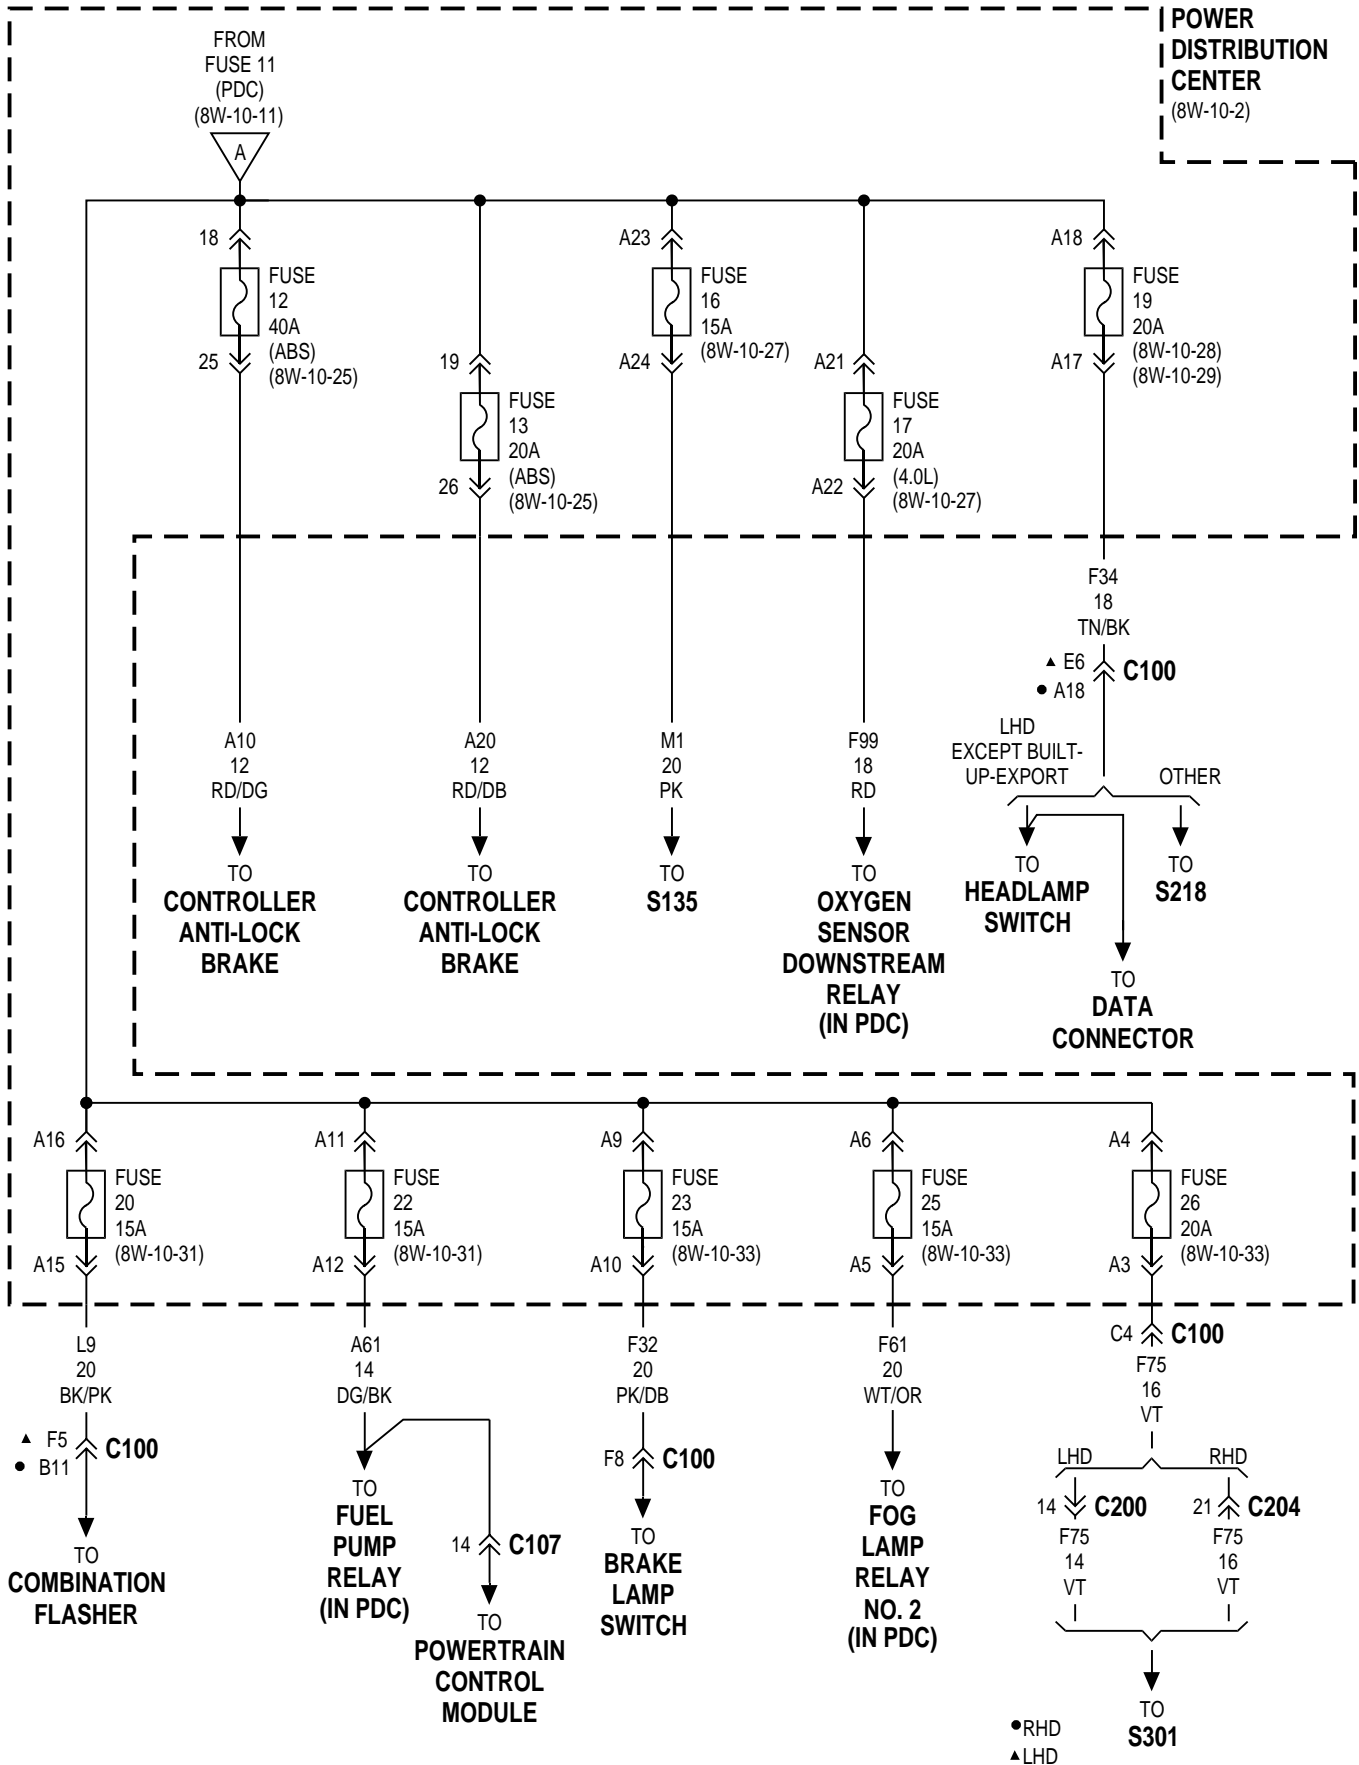 POWER
DISTRIBUTION
CENTER
(8W-10-2)
FROM
FUSE 11
(PDC)
(8W-10-11)
A
18
FUSE
12
40A
(ABS)
(8W-10-25)
25
19
FUSE
13
20A
(ABS)
(8W-10-25)
26
A23
FUSE
16
15A
(8W-10-27)
A24
A21
FUSE
17
20A
(4.0L)
(8W-10-27)
A22
A18
FUSE
19
20A
(8W-10-28)
(8W-10-29)
A17
F34
18
TN/BK
▲ E6
C100
● A18
LHD
EXCEPT BUILT-
UP-EXPORT
OTHER
A10
12
RD/DG
TO
CONTROLLER
ANTI-LOCK
BRAKE
A20
12
RD/DB
TO
CONTROLLER
ANTI-LOCK
BRAKE
M1
20
PK
TO
S135
F99
18
RD
TO
OXYGEN
SENSOR
DOWNSTREAM
RELAY
(IN PDC)
TO
HEADLAMP
SWITCH
TO
S218
TO
DATA
CONNECTOR
A16
FUSE
20
15A
(8W-10-31)
A15
A11
FUSE
22
15A
(8W-10-31)
A12
A9
FUSE
23
15A
(8W-10-33)
A10
A6
FUSE
25
15A
(8W-10-33)
A5
A4
FUSE
26
20A
(8W-10-33)
A3
L9
20
BK/PK
▲ F5
C100
● B11
TO
COMBINATION
FLASHER
A61
14
DG/BK
TO
FUEL
PUMP
RELAY
(IN PDC)
14
C107
TO
POWERTRAIN
CONTROL
MODULE
F32
20
PK/DB
F8
C100
TO
BRAKE
LAMP
SWITCH
F61
20
WT/OR
TO
FOG
LAMP
RELAY
NO. 2
(IN PDC)
C4
C100
F75
16
VT
LHD
RHD
14
C200
21
C204
F75
14
VT
F75
16
VT
TO
S301
●RHD
▲LHD